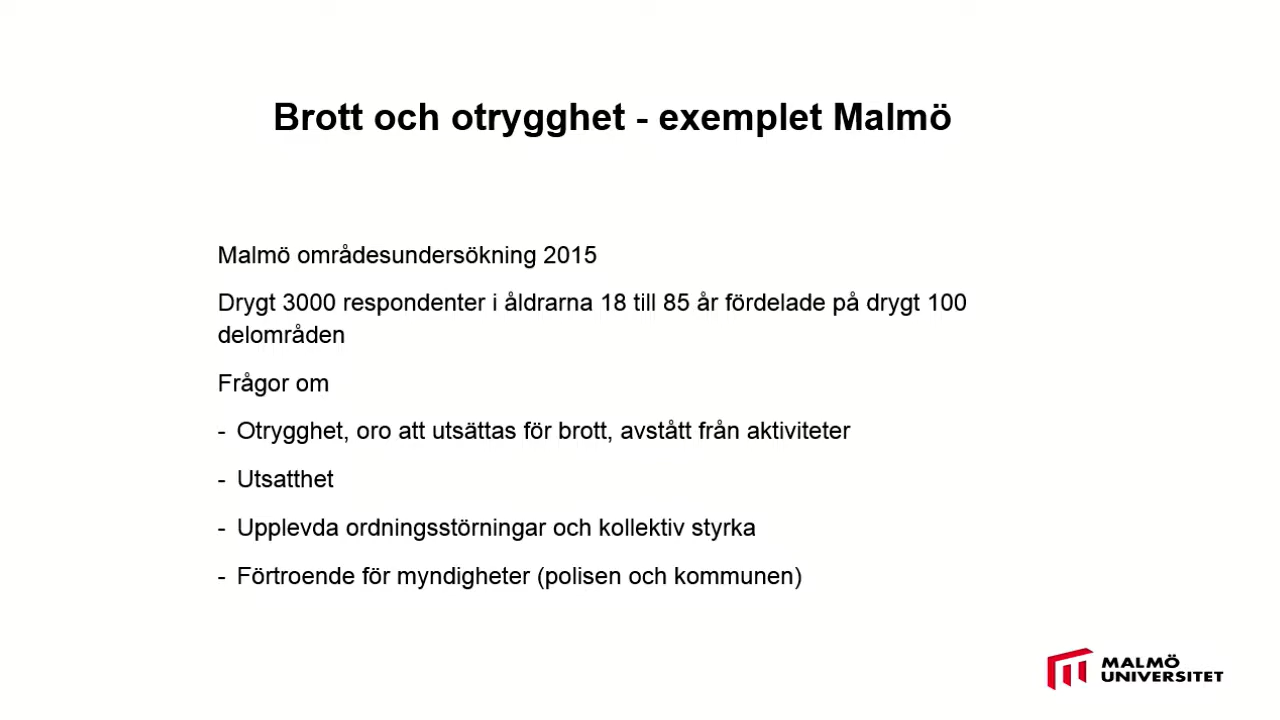 Brott och otrygghet - exemplet Malmö
Malmö områdesundersökning 2015
Drygt 3000 respondenter i åldrarna 18 till 85 år fördelade på drygt 100
delområden
Frågor om
- Otrygghet, oro att utsättas för brott, avstått från aktiviteter
- Utsatthet
- Upplevda ordningsstörningar och kollektiv styrka
- Förtroende för myndigheter (polisen och kommunen)
MALMÖ
UNIVERSITET